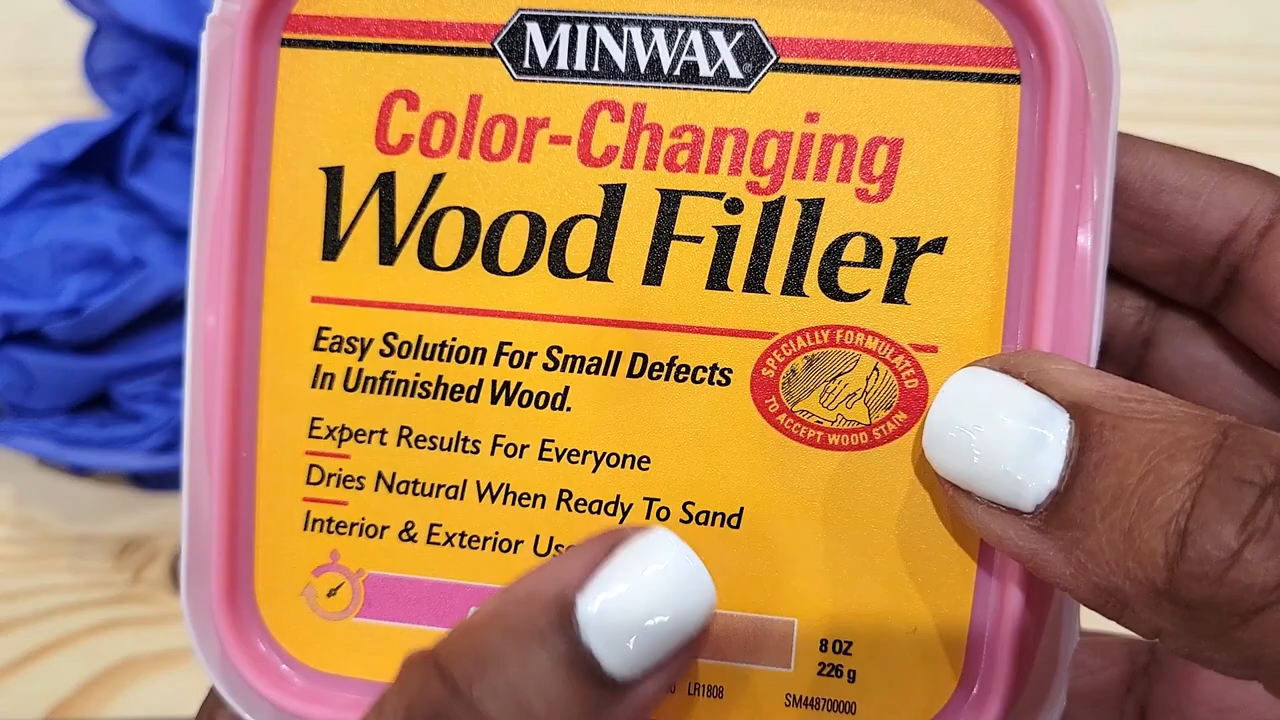 MINWAX®
Color-Changing
Wood Filler
Easy Solution For Small Defects
In Unfinished Wood.
SPECIALLY FORMULATED
TO ACCEPT WOOD STAIN
Expert Results For Everyone
Dries Natural When Ready To Sand
Interior & Exterior
8 OZ
226 g
LR1808
SM448700000